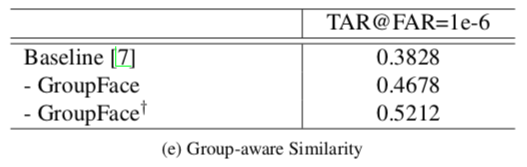 TAR@FAR=1e-6
Baseline [7] 0.3828
- GroupFace 0.4678
- GroupFace† 0.5212
(e) Group-aware Similarity